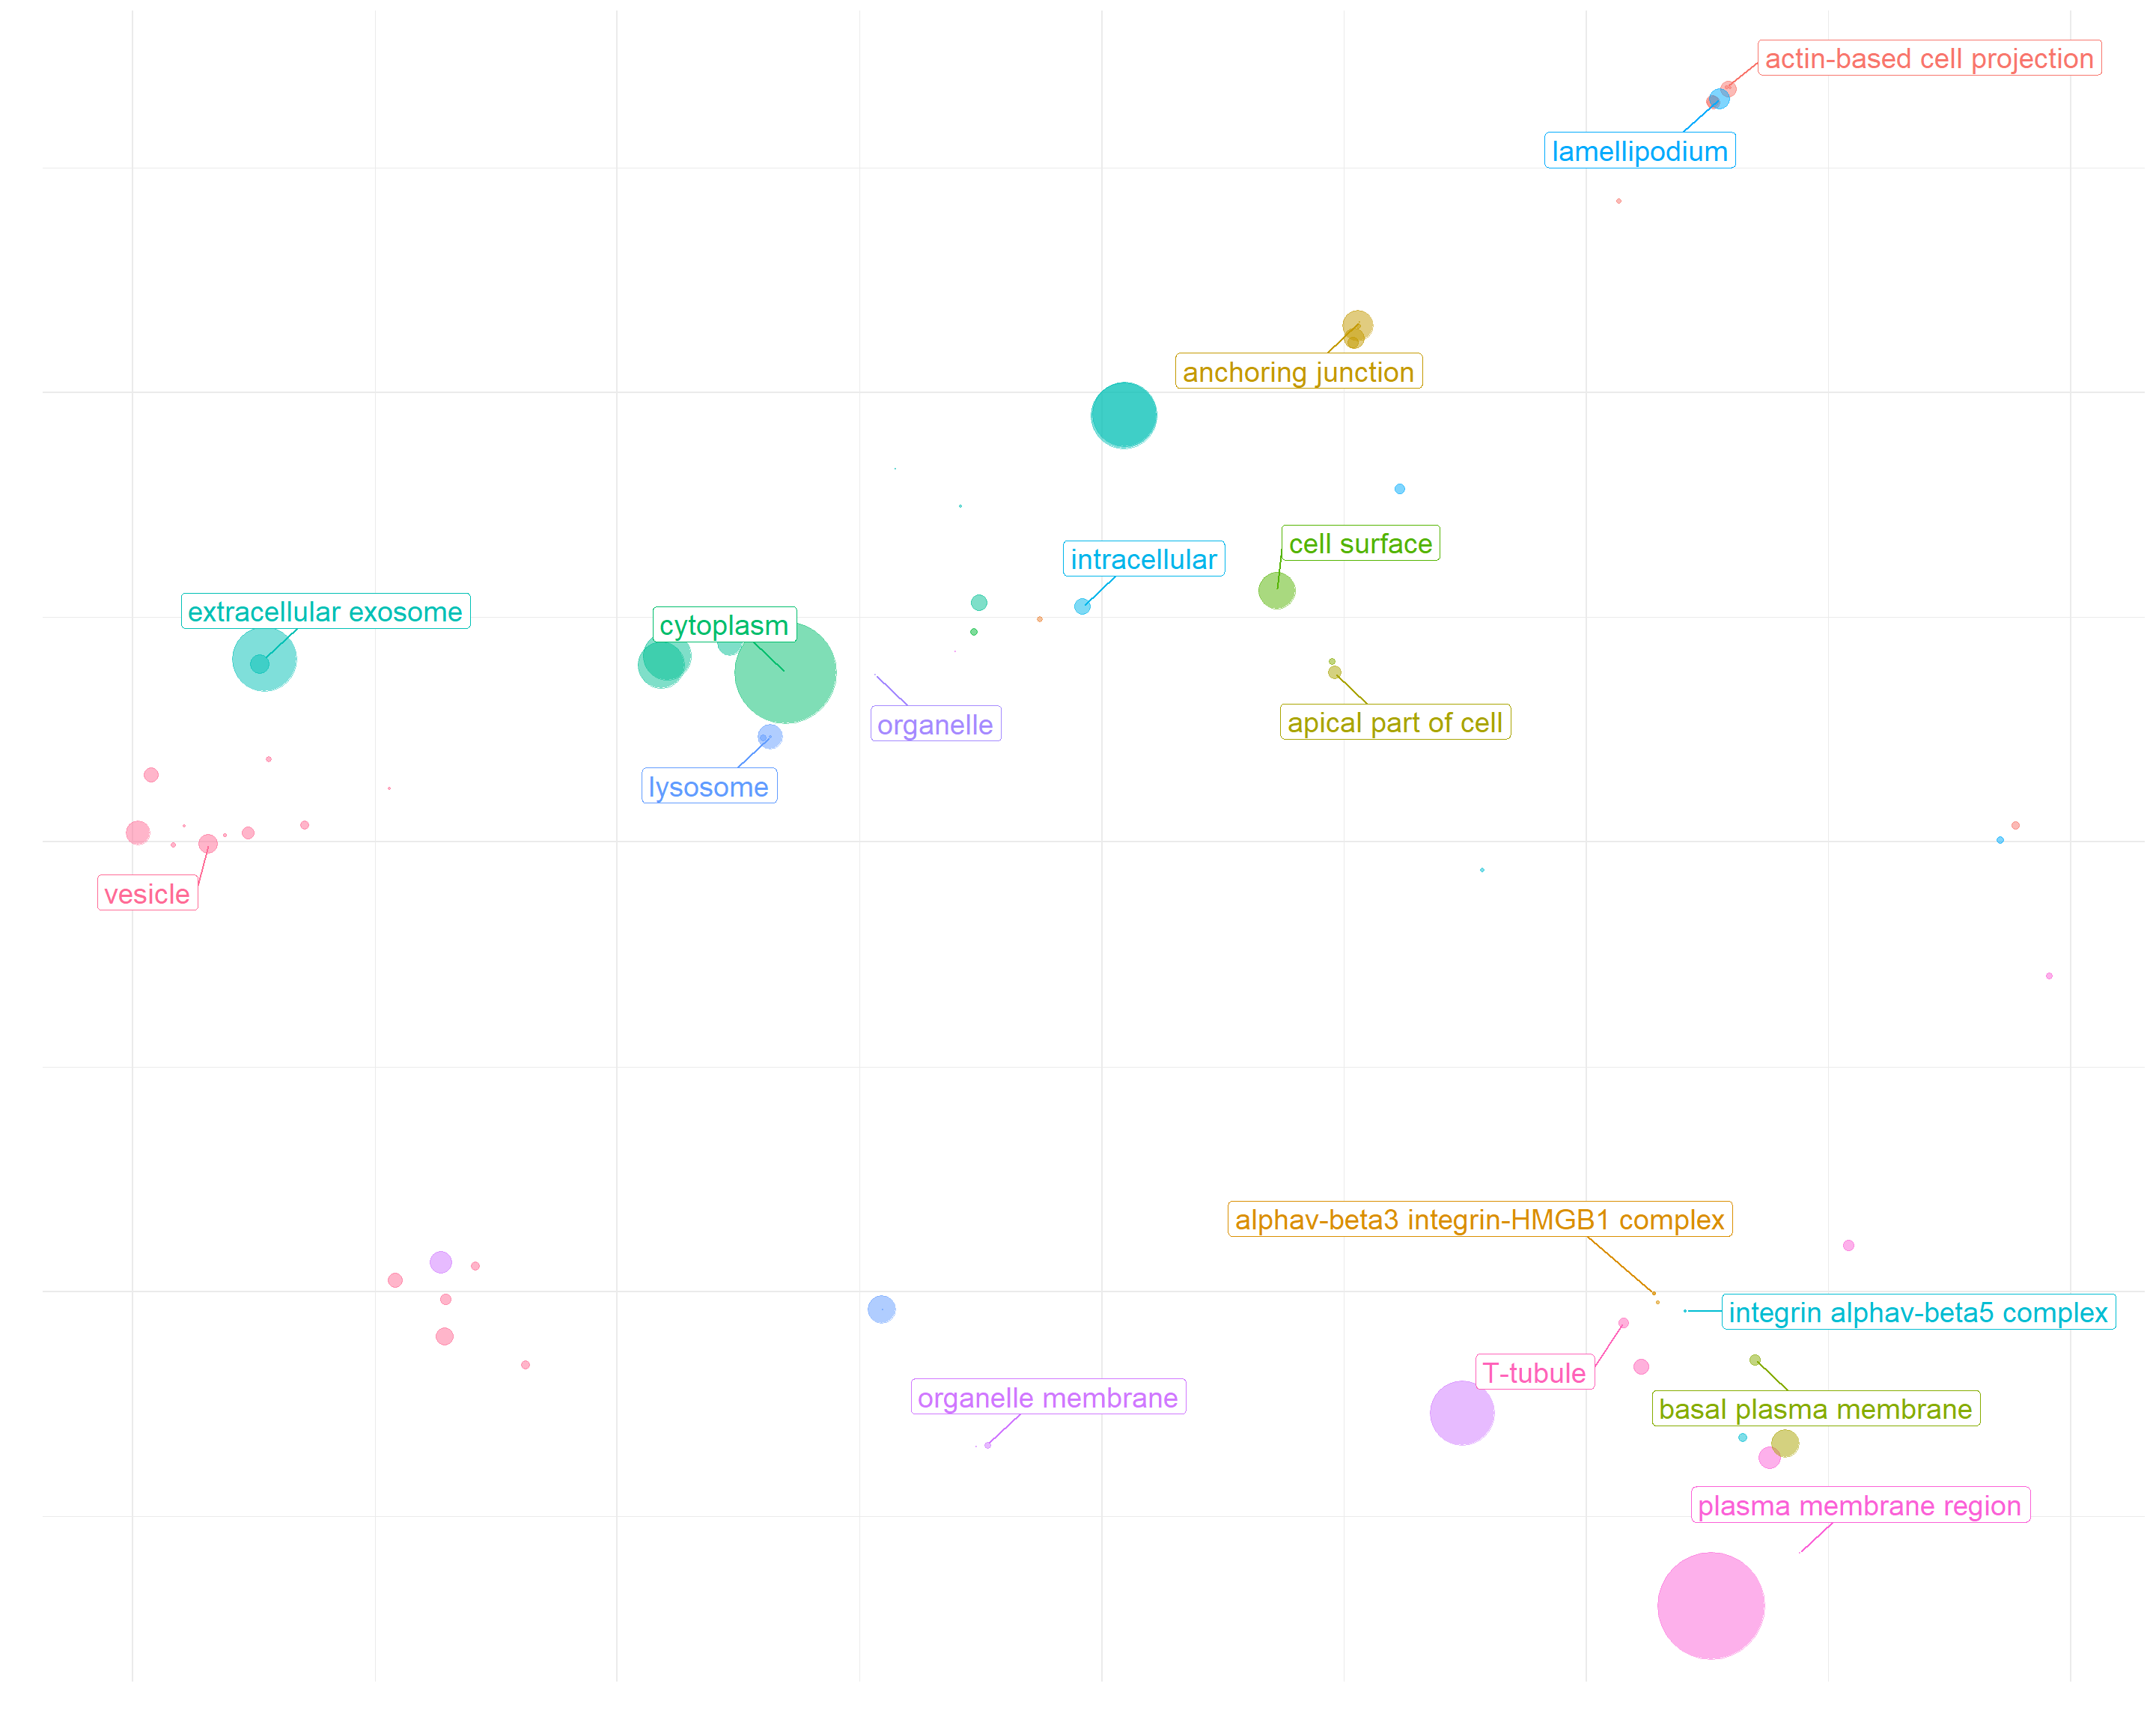 actin-based cell projection
lamellipodium
anchoring junction
cell surface
intracellular
extracellular exosome
cytoplasm
organelle
apical part of cell
lysosome
vesicle
alphav-beta3 integrin-HMGB1 complex
integrin alphav-beta5 complex
T-tubule
organelle membrane
basal plasma membrane
plasma membrane region